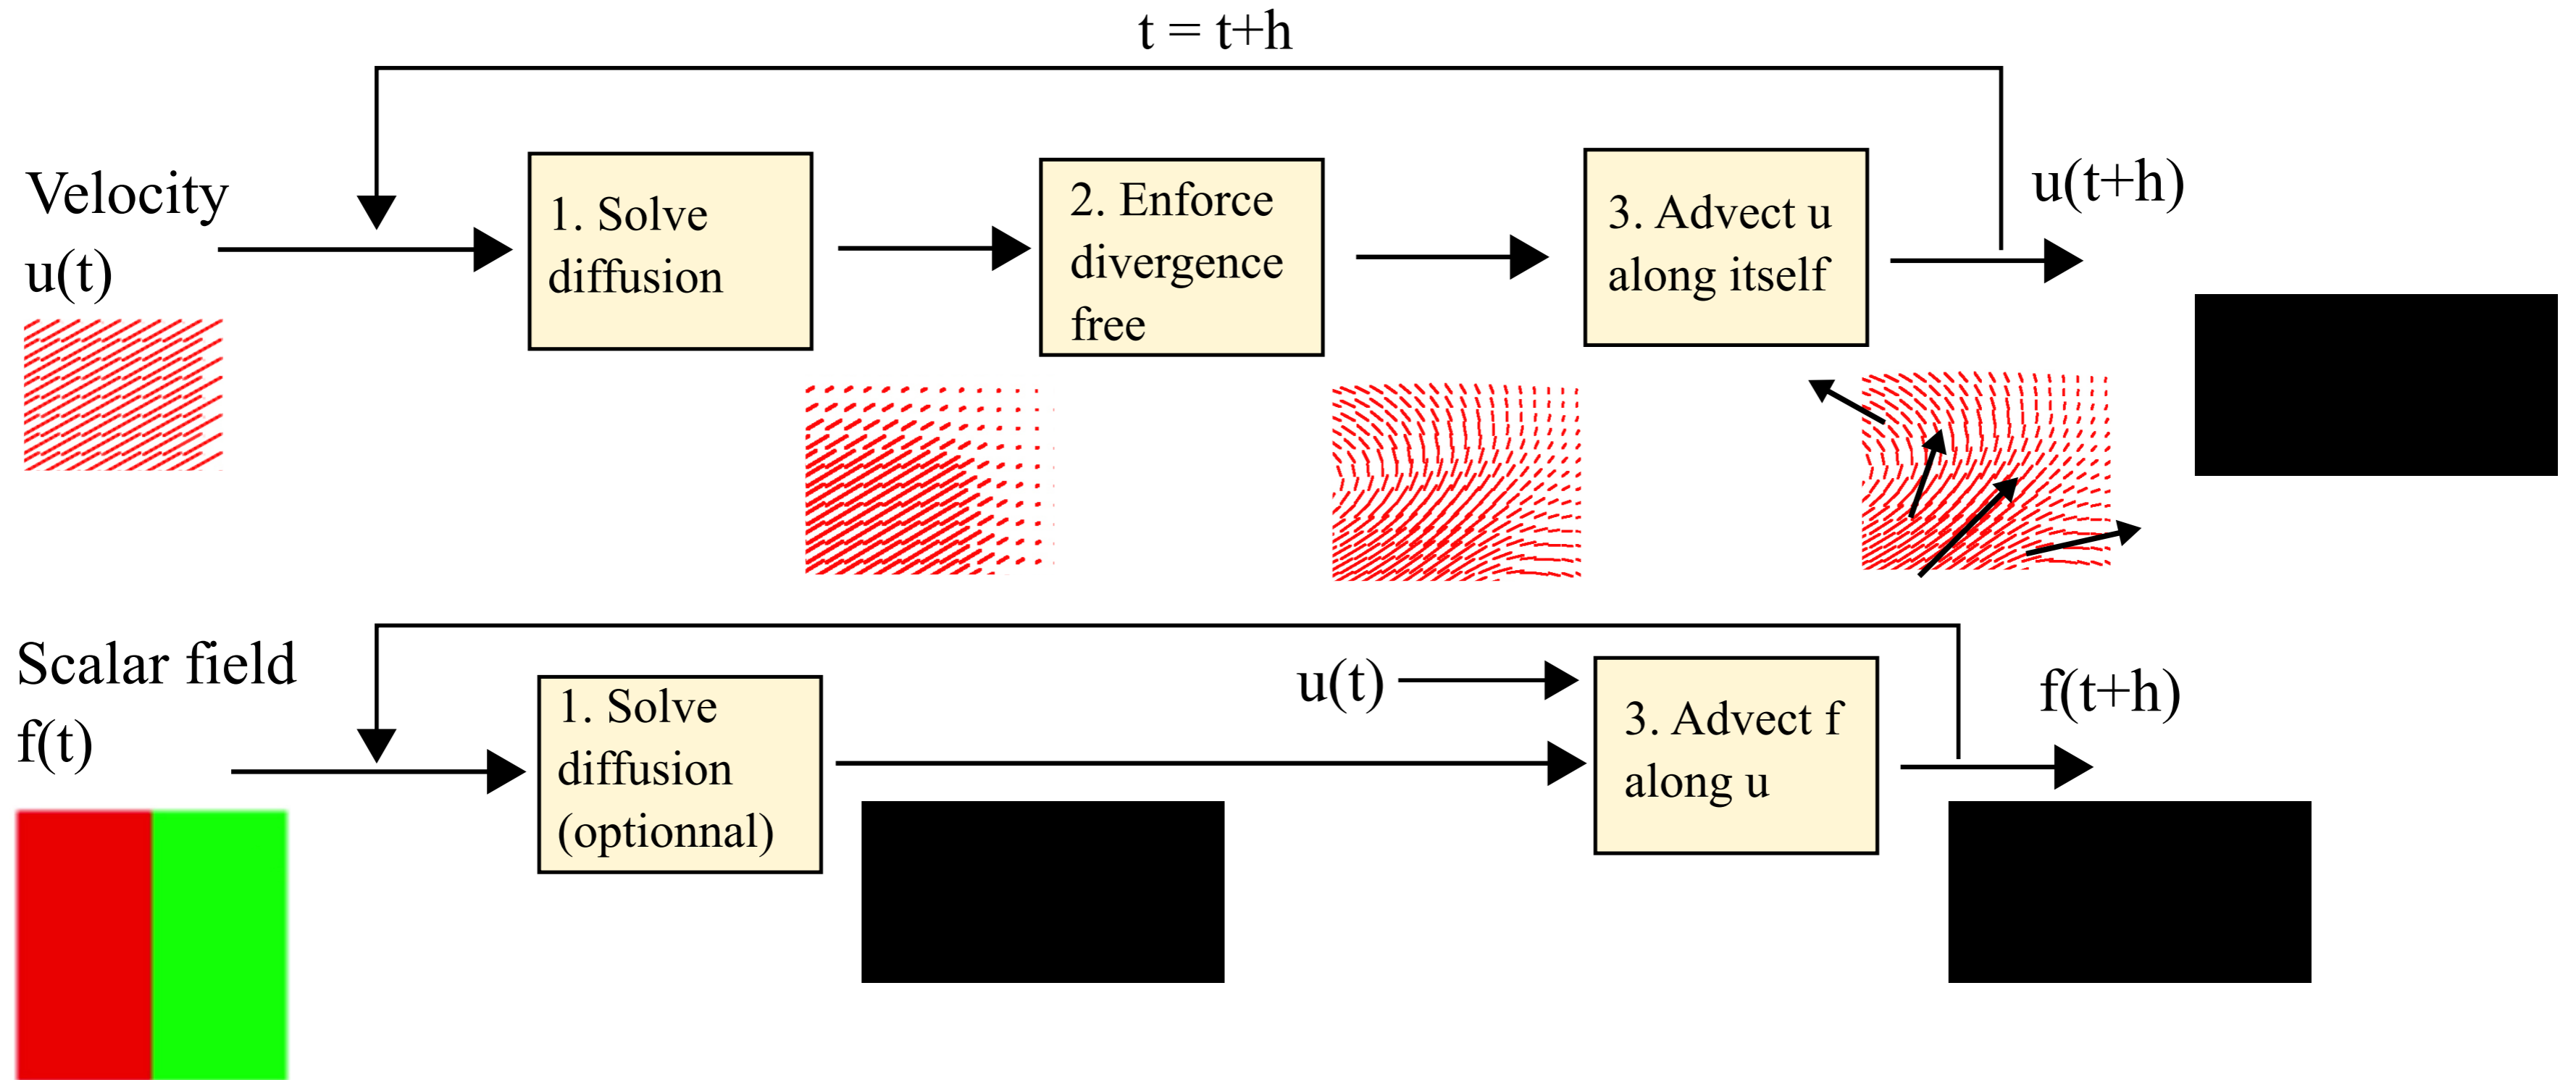 t = t+h
Velocity
u(t)
1. Solve
diffusion
2. Enforce
divergence
free
3. Advect u
along itself
u(t+h)
Scalar field
f(t)
1. Solve
diffusion
(optionnal)
u(t)
3. Advect f
along u
f(t+h)